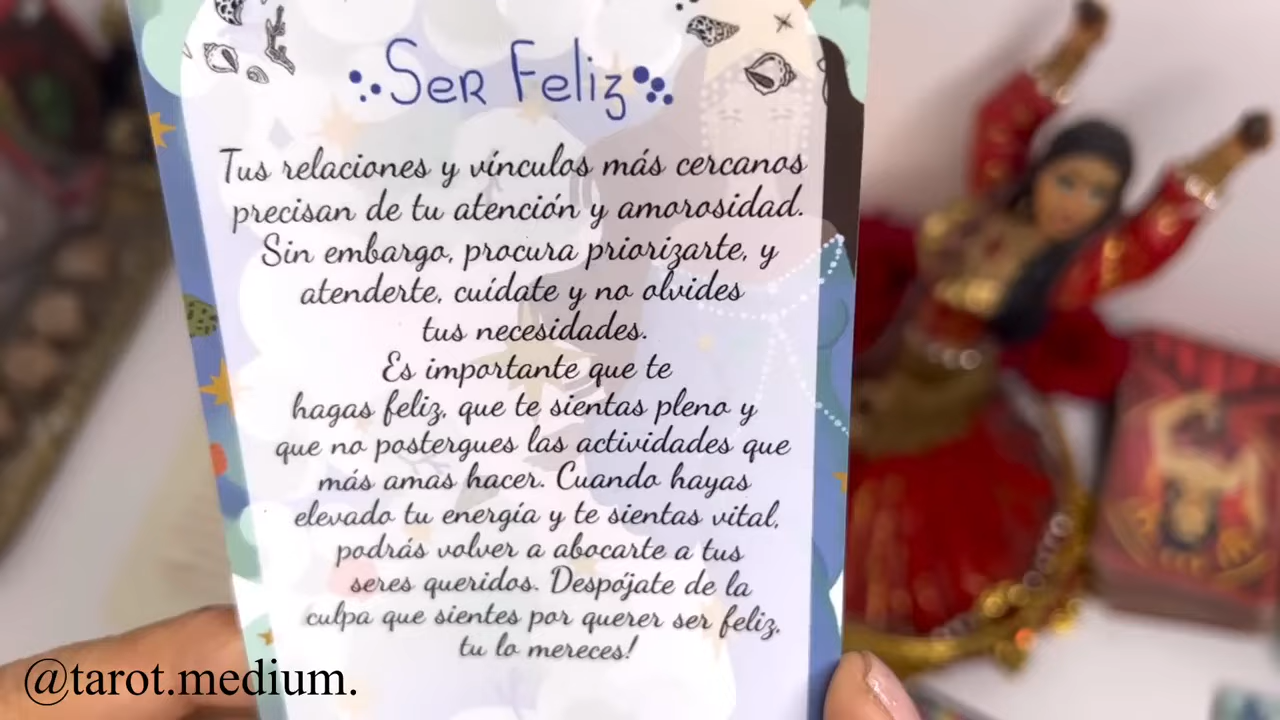 Ser Feliz
Tus relaciones y vínculos más cercanos
precisan de tu atención y amorosidad.
Sin embargo, procura priorizarte, y
atenderte, cuídate y no olvides
tus necesidades.
Es importante que te
hagas feliz, que te sientas pleno y
que no postergues las actividades que
más amas hacer. Cuando hayas
elevado tu energía y te sientas vital,
podrás volver a abocarte a tus
seres queridos. Despójate de la
culpa que sientes por querer ser feliz,
tu lo mereces!
@tarot.medium.